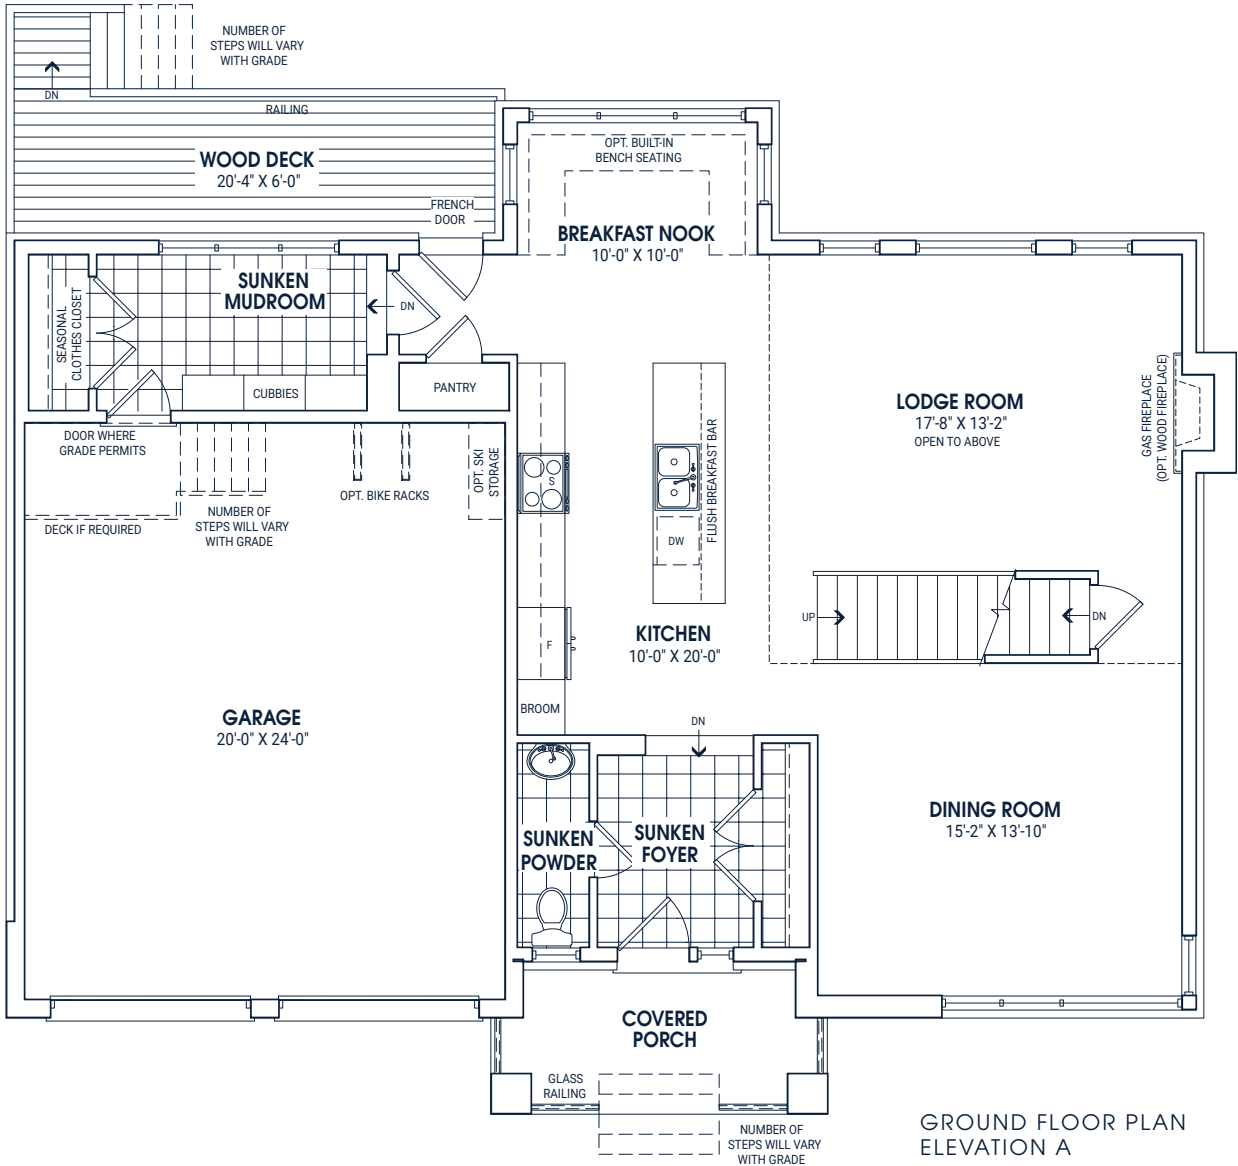 NUMBER OF
STEPS WILL VARY
WITH GRADE
DN
RAILING
WOOD DECK
20'-4" X 6'-0"
FRENCH
DOOR
OPT. BUILT-IN
BENCH SEATING
BREAKFAST NOOK
10'-0" X 10'-0"
SUNKEN
MUDROOM
DN
SEASONAL
CLOTHES CLOSET
CUBBIES
PANTRY
LODGE ROOM
17'-8" X 13'-2"
OPEN TO ABOVE
GAS FIREPLACE
(OPT. WOOD FIREPLACE)
DOOR WHERE
GRADE PERMITS
OPT. BIKE RACKS
OPT. SKI
STORAGE
DECK IF REQUIRED
NUMBER OF
STEPS WILL VARY
WITH GRADE
S
FLUSH BREAKFAST BAR
DW
UP
DN
KITCHEN
10'-0" X 20'-0"
F
BROOM
GARAGE
20'-0" X 24'-0"
DN
SUNKEN
POWDER
SUNKEN
FOYER
DINING ROOM
15'-2" X 13'-10"
COVERED
PORCH
GLASS
RAILING
NUMBER OF
STEPS WILL VARY
WITH GRADE
GROUND FLOOR PLAN
ELEVATION A